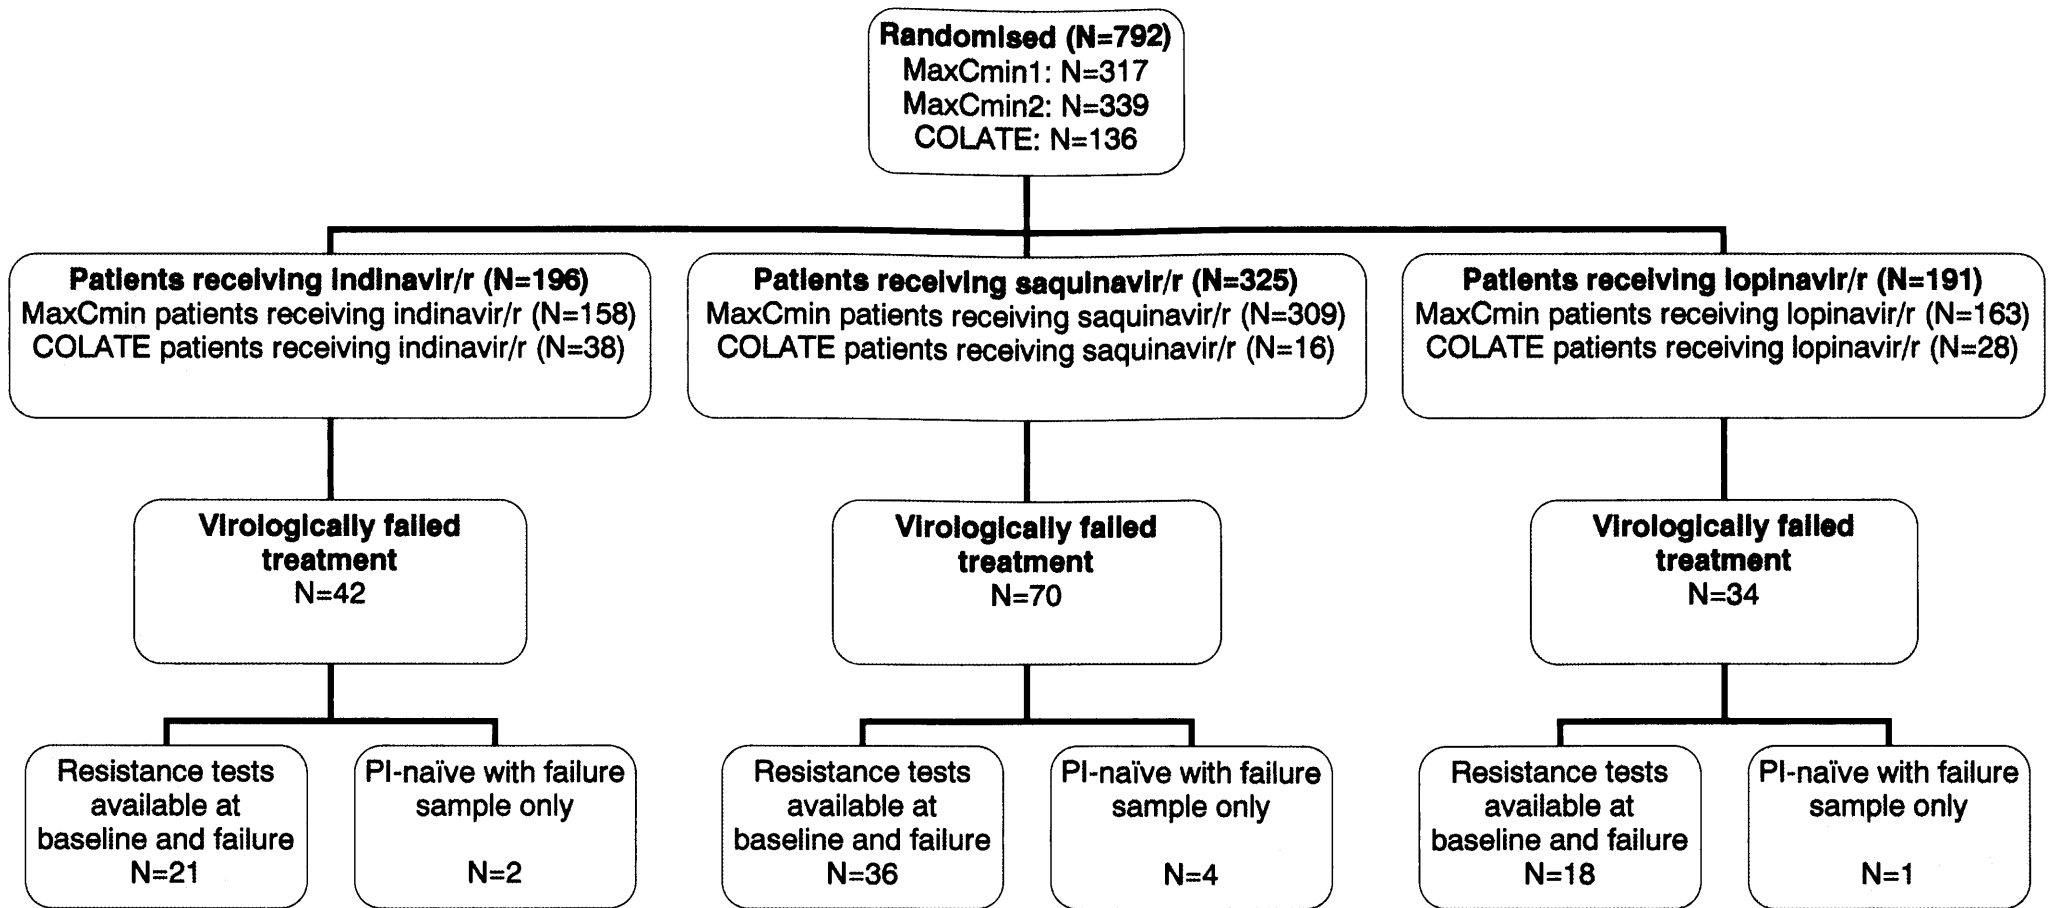 Randomised (N=792)
MaxCmin1: N=317
MaxCmin2: N=339
COLATE: N=136
Patients receiving indinavir/r (N=196)
MaxCmin patients receiving indinavir/r (N=158)
COLATE patients receiving indinavir/r (N=38)
Patients receiving saquinavir/r (N=325)
MaxCmin patients receiving saquinavir/r (N=309)
COLATE patients receiving saquinavir/r (N=16)
Patients receiving lopinavir/r (N=191)
MaxCmin patients receiving lopinavir/r (N=163)
COLATE patients receiving lopinavir/r (N=28)
Virologically failed
treatment
N=42
Virologically failed
treatment
N=70
Virologically failed
treatment
N=34
Resistance tests
available at
baseline and failure
N=21
PI-naïve with failure
sample only
N=2
Resistance tests
available at
baseline and failure
N=36
PI-naïve with failure
sample only
N=4
Resistance tests
available at
baseline and failure
N=18
PI-naïve with failure
sample only
N=1